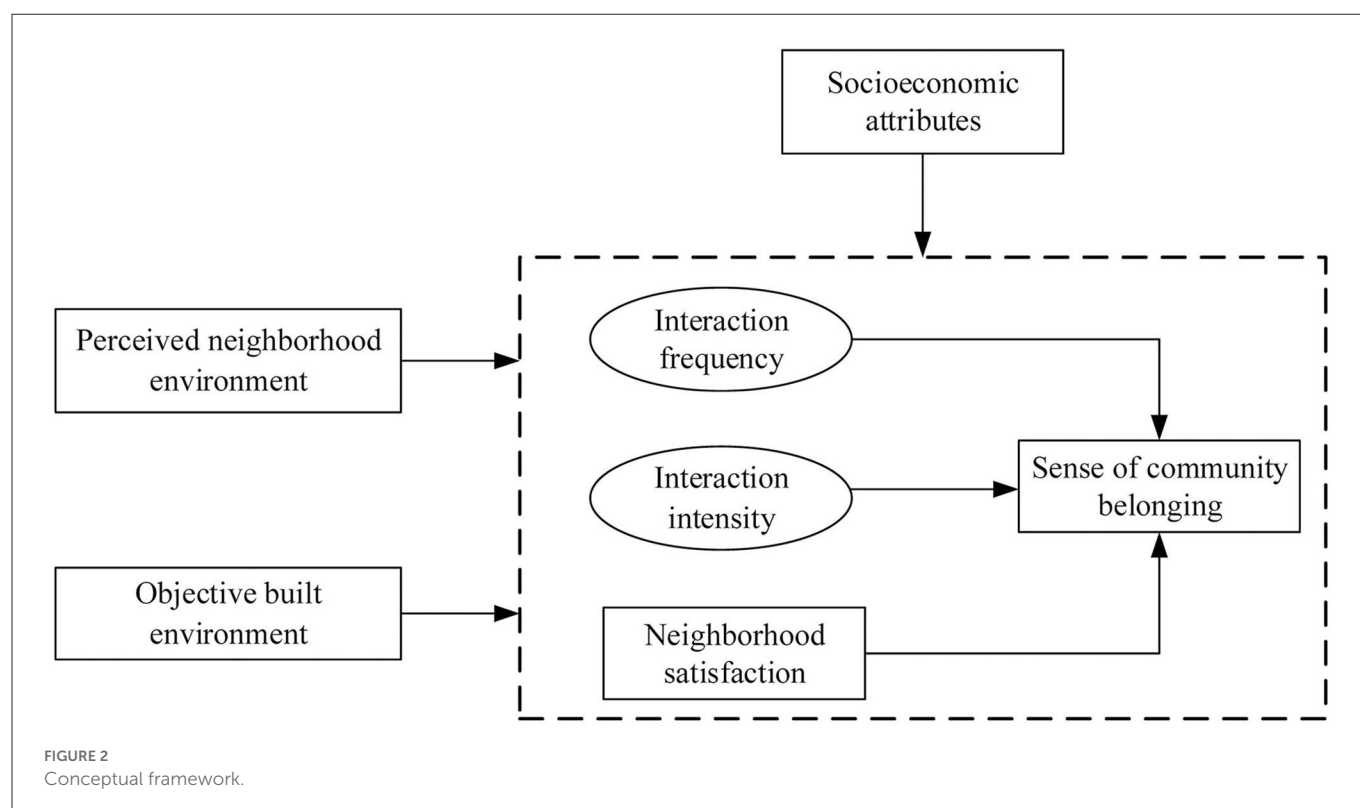 Socioeconomic
attributes
Perceived neighborhood
environment
Interaction
frequency
Interaction
intensity
Sense of community
belonging
Objective built
environment
Neighborhood
satisfaction
FIGURE 2
Conceptual framework.